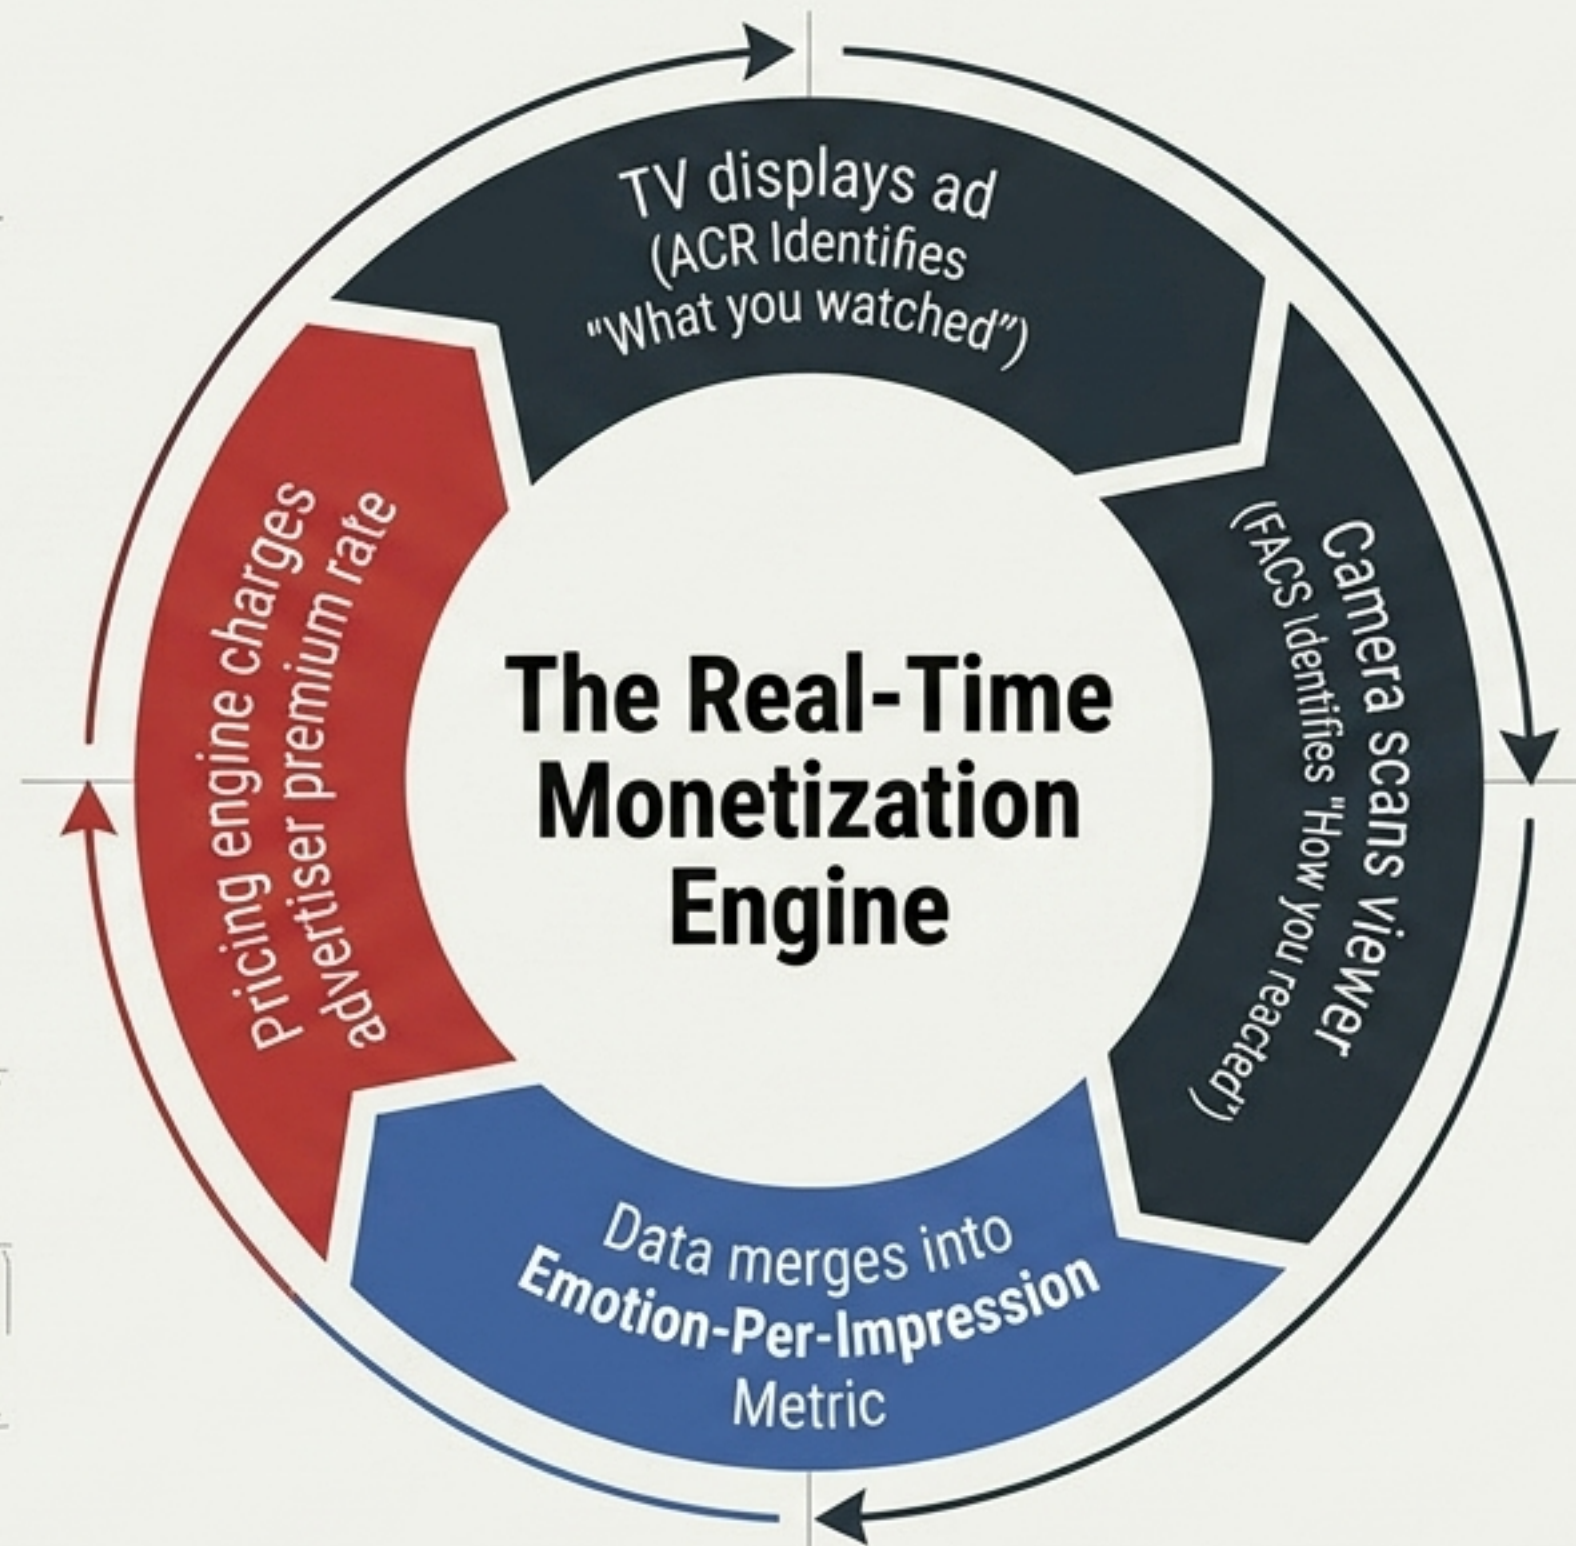 TV displays ad
(ACR Identifies
"What you watched")
Camera scans viewer
(FACS Identifies "How you reacted")
Data merges into
Emotion-Per-Impression
Metric
Pricing engine charges
advertiser premium rate
The Real-Time
Monetization
Engine